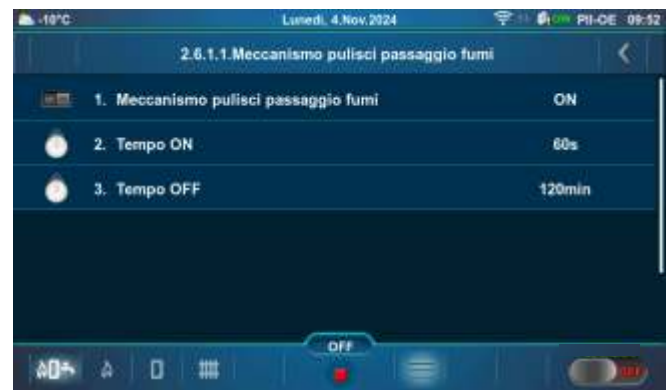 -10°C Lunedì, 4.Nov.2024 PII-OE 09:52
2.6.1.1.Meccanismo pulisci passaggio fumi
1. Meccanismo pulisci passaggio fumi ON
2. Tempo ON 60s
3. Tempo OFF 120min
OFF
OFF